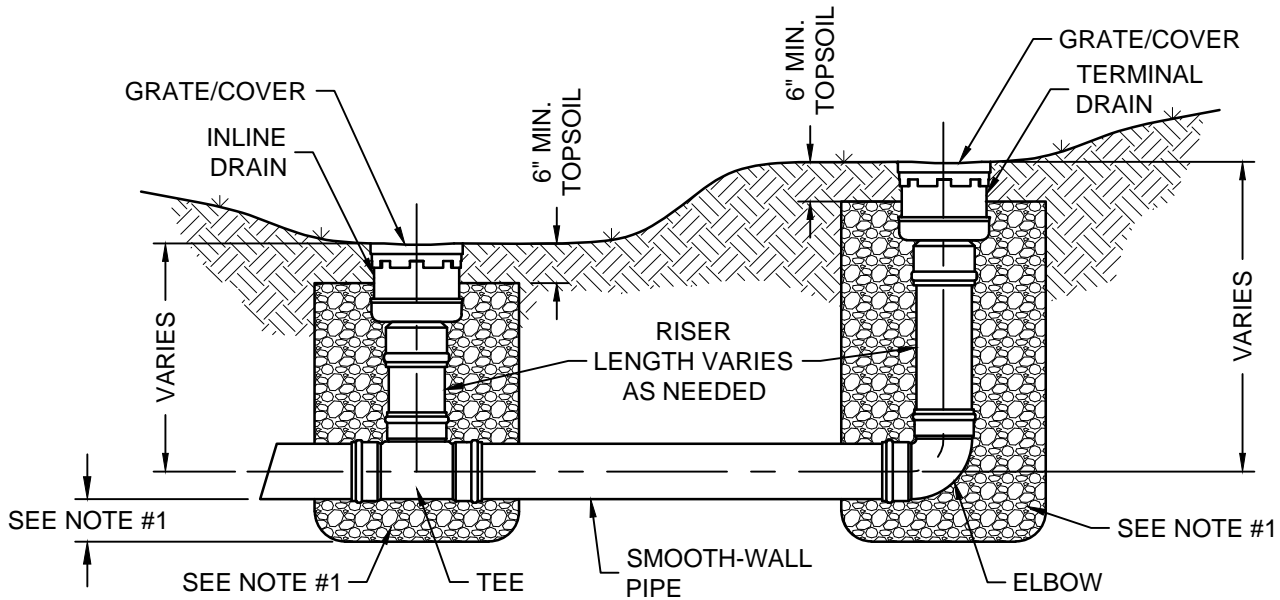 GRATE/COVER
INLINE
DRAIN
6" MIN.
TOPSOIL
6" MIN.
TOPSOIL
GRATE/COVER
TERMINAL
DRAIN
VARIES
RISER
LENGTH VARIES
AS NEEDED
VARIES
SEE NOTE #1
SEE NOTE #1
TEE
SMOOTH-WALL
PIPE
ELBOW
SEE NOTE #1